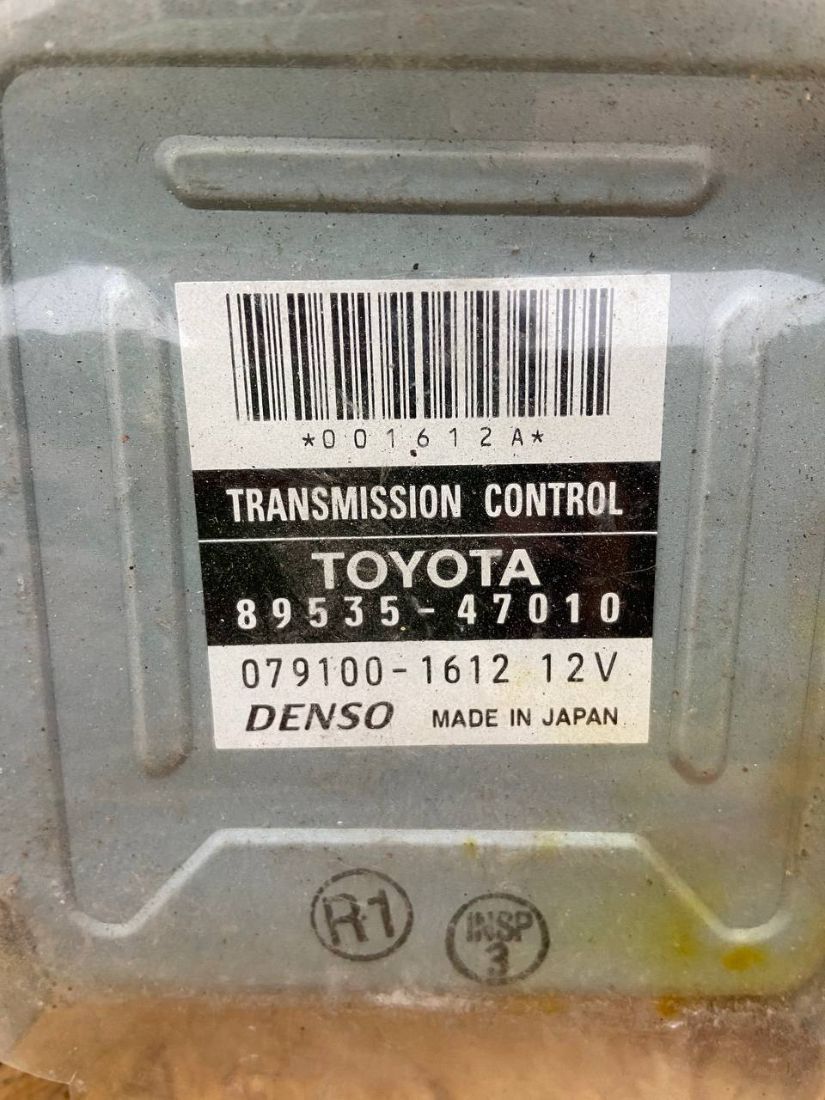 *001612A*
TRANSMISSION CONTROL
TOYOTA
89535-47010
079100-1612 12V
DENSO MADE IN JAPAN
R1
INSP
3